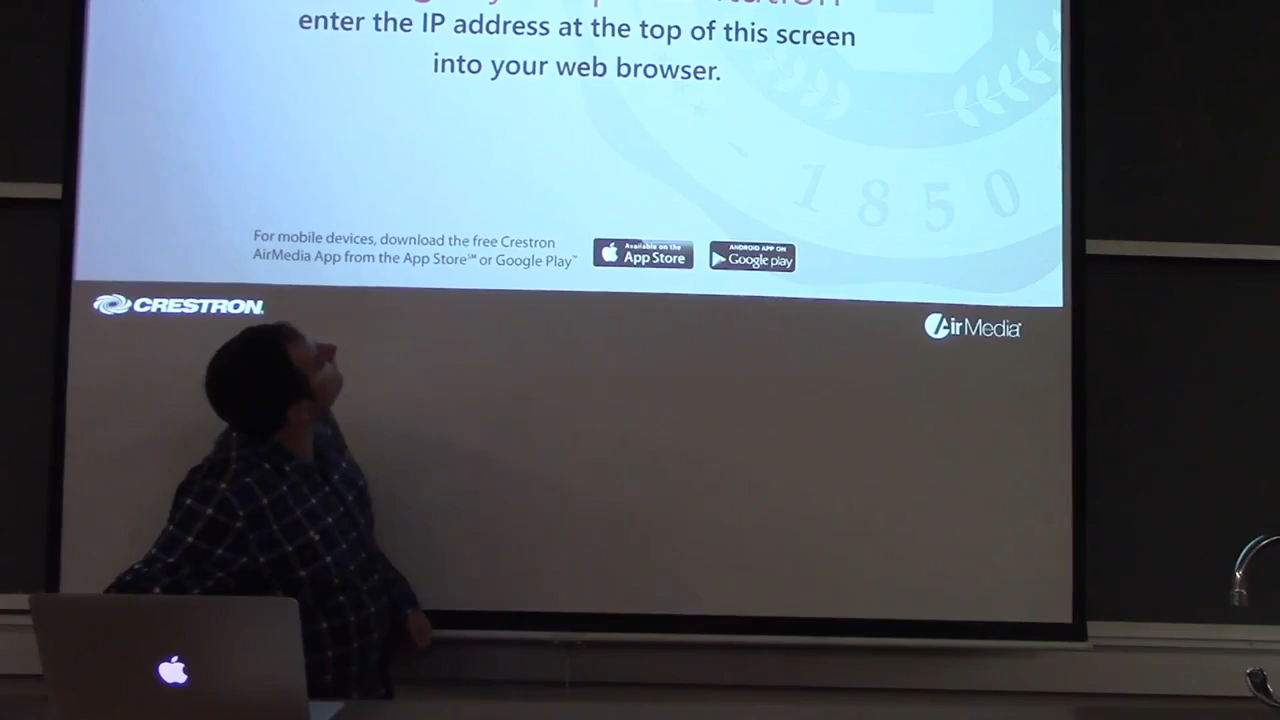 enter the IP address at the top of this screen
into your web browser.
1850
For mobile devices, download the free Crestron
AirMedia App from the App Store℠ or Google Play™
Available on the
App Store
ANDROID APP ON
Google play
CRESTRON
AirMedia